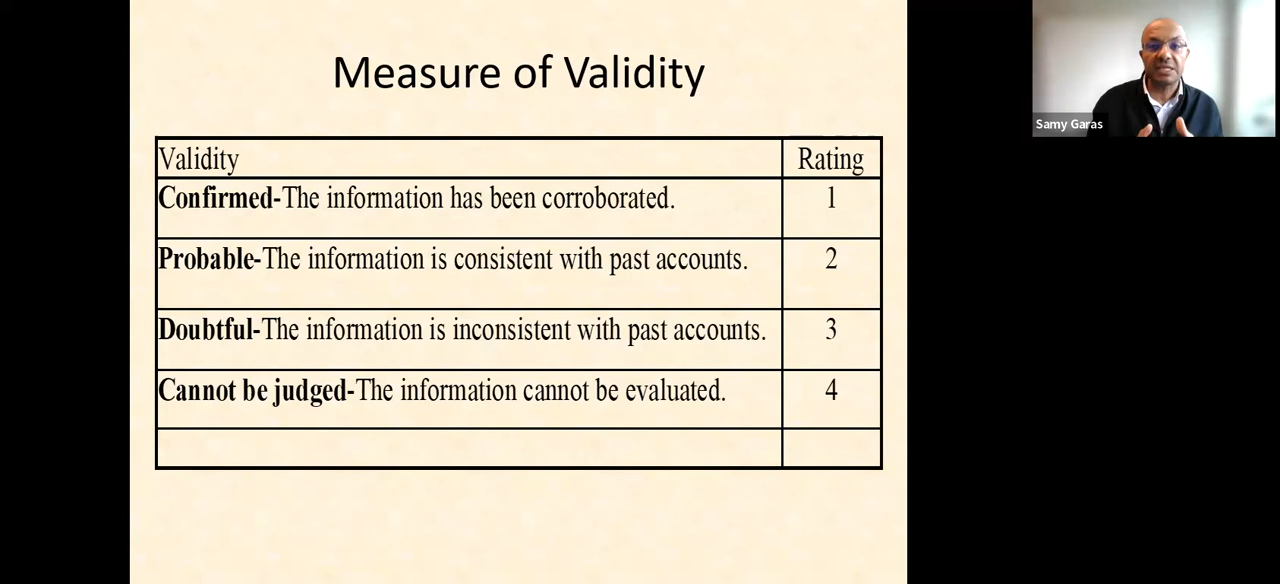 Measure of Validity
Validity Rating
Confirmed-The information has been corroborated. 1
Probable-The information is consistent with past accounts. 2
Doubtful-The information is inconsistent with past accounts. 3
Cannot be judged-The information cannot be evaluated. 4
Samy Garas